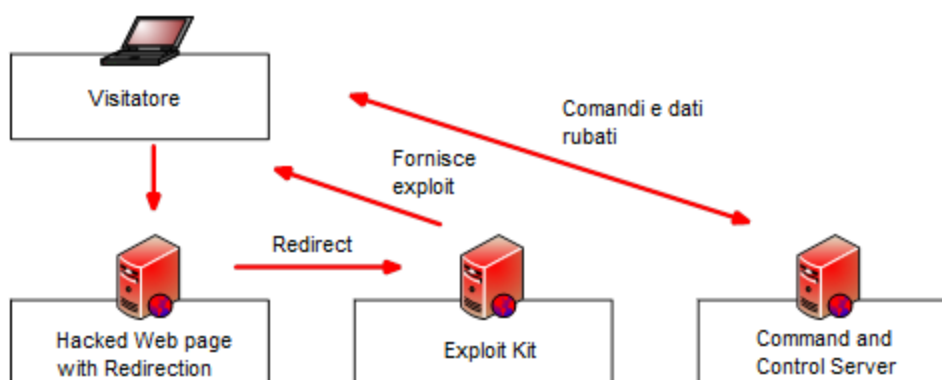 Visitatore
Comandi e dati
rubati
Fornisce
exploit
Redirect
Hacked Web page
with Redirection
Exploit Kit
Command and
Control Server